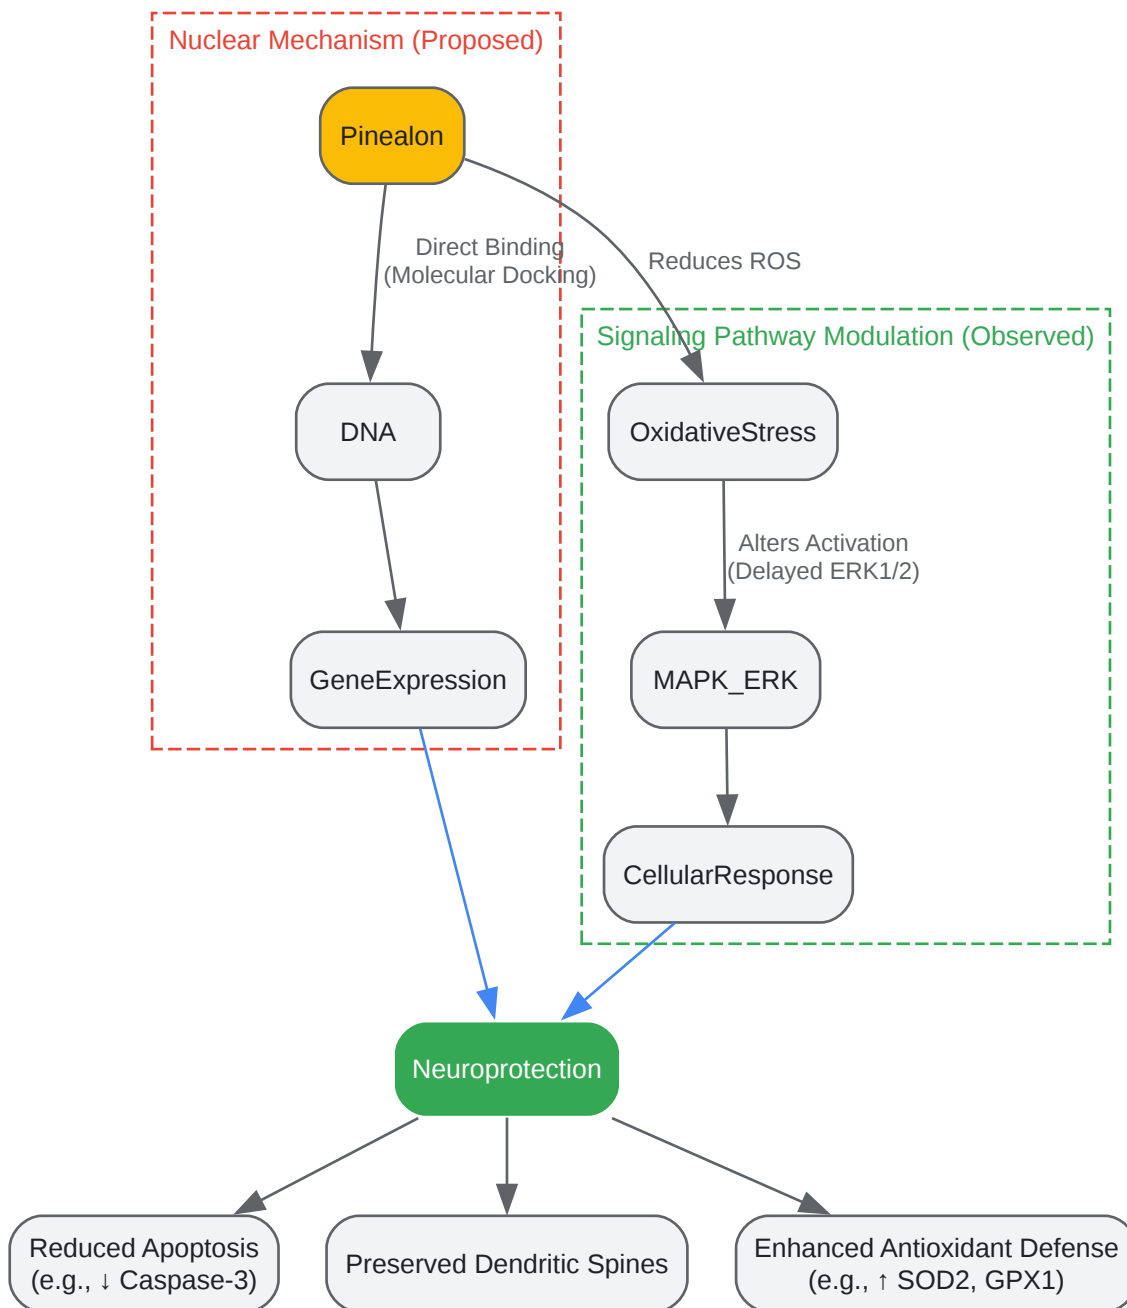 Nuclear Mechanism (Proposed)
Pinealon
Direct Binding
(Molecular Docking)
Reduces ROS
Signaling Pathway Modulation (Observed)
DNA
OxidativeStress
Alters Activation
(Delayed ERK1/2)
GeneExpression
MAPK_ERK
CellularResponse
Neuroprotection
Reduced Apoptosis
(e.g., ↓ Caspase-3)
Preserved Dendritic Spines
Enhanced Antioxidant Defense
(e.g., ↑ SOD2, GPX1)